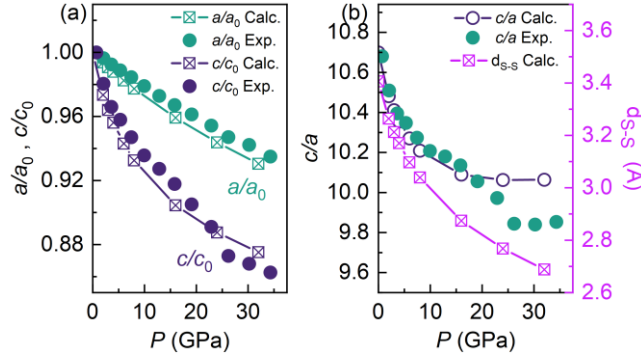 (a)
a/a₀ Calc.
a/a₀ Exp.
c/c₀ Calc.
c/c₀ Exp.
1.00
0.96
0.92
0.88
a/a₀ , c/c₀
a/a₀
c/c₀
0 10 20 30
P (GPa)
(b)
c/a Calc.
c/a Exp.
d_S-S Calc.
10.8
10.6
10.4
10.2
10.0
9.8
9.6
c/a
3.6
3.4
3.2
3.0
2.8
2.6
d_S-S (A)
0 10 20 30
P (GPa)